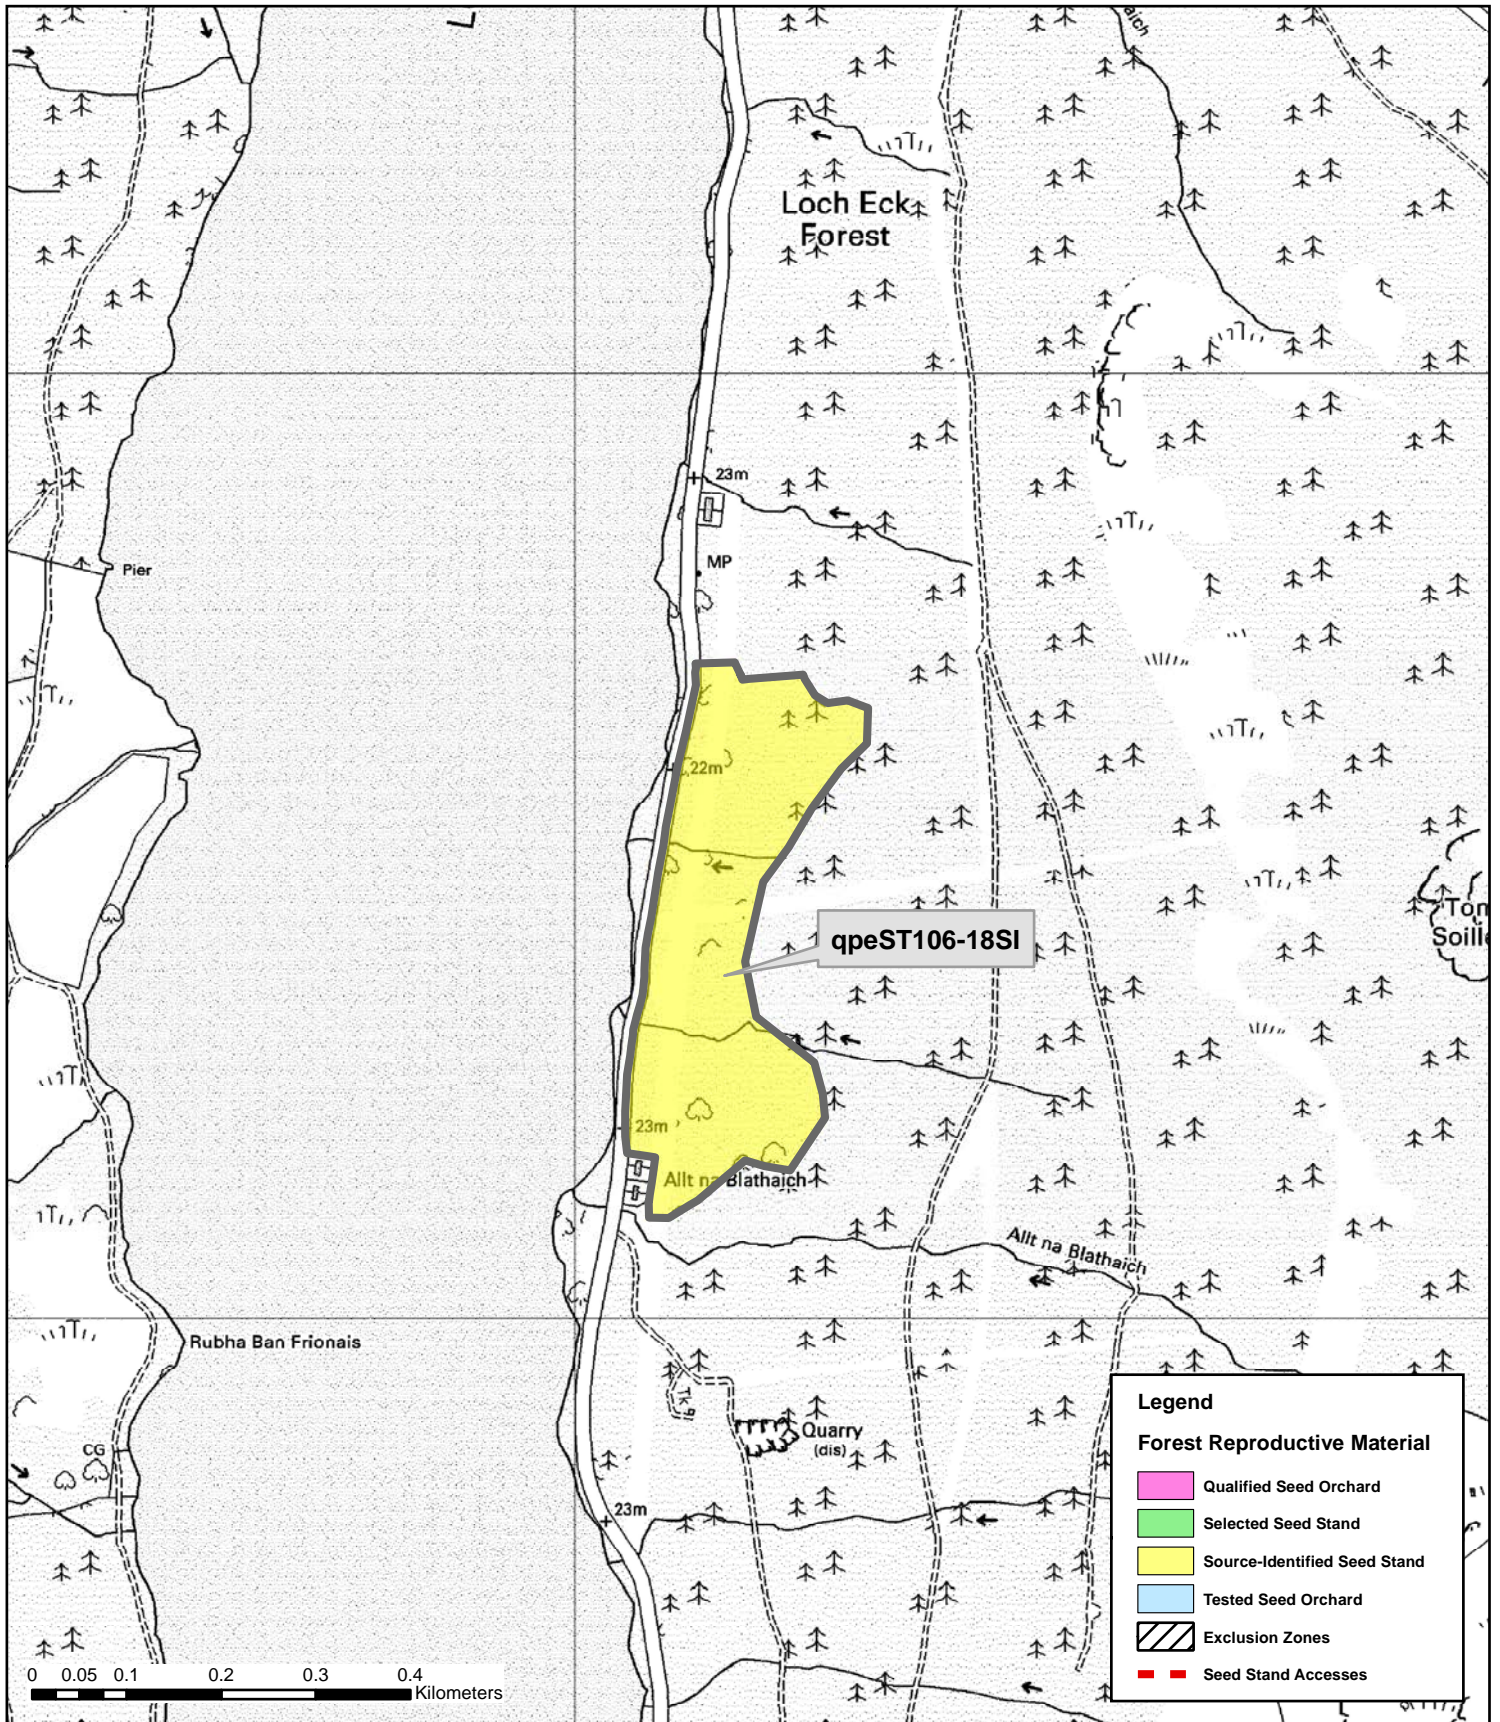 aich
Loch Eck
Forest
23m
MP
Pier
22m
Tom
qpeST106-18SI
23m
Allt na Blathaich
Allt na Blathaich
Rubha Ban Frionais
Tk
Quarry
(dis)
CG
23m
Legend
Forest Reproductive Material
Qualified Seed Orchard
Selected Seed Stand
Source-Identified Seed Stand
Tested Seed Orchard
Exclusion Zones
Seed Stand Accesses
0 0.05 0.1 0.2 0.3 0.4
Kilometers